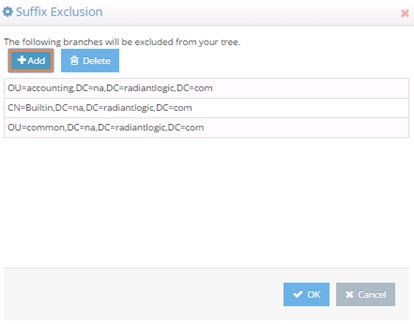 Suffix Exclusion
The following branches will be excluded from your tree.
Add Delete
OU=accounting,DC=na,DC=radiantlogic,DC=com
CN=Builtin,DC=na,DC=radiantlogic,DC=com
OU=common,DC=na,DC=radiantlogic,DC=com
OK Cancel